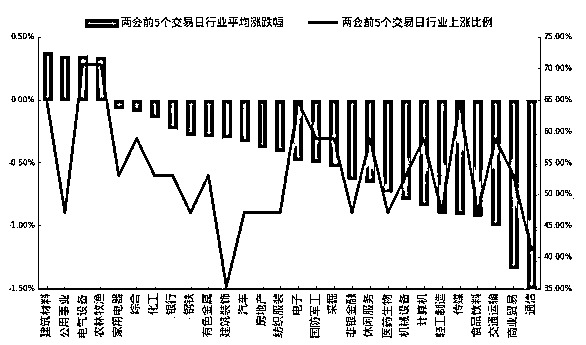 两会前5个交易日行业平均涨跌幅
两会前5个交易日行业上涨比例
0.50%
0.00%
-0.50%
-1.00%
-1.50%
75.00%
70.00%
65.00%
60.00%
55.00%
50.00%
45.00%
40.00%
35.00%
建筑材料
公用事业
电气设备
农林牧渔
家用电器
综合
化工
银行
钢铁
有色金属
建筑装饰
汽车
房地产
纺织服装
电子
国防军工
采掘
非银金融
休闲服务
医药生物
机械设备
计算机
轻工制造
传媒
食品饮料
交通运输
商业贸易
通信